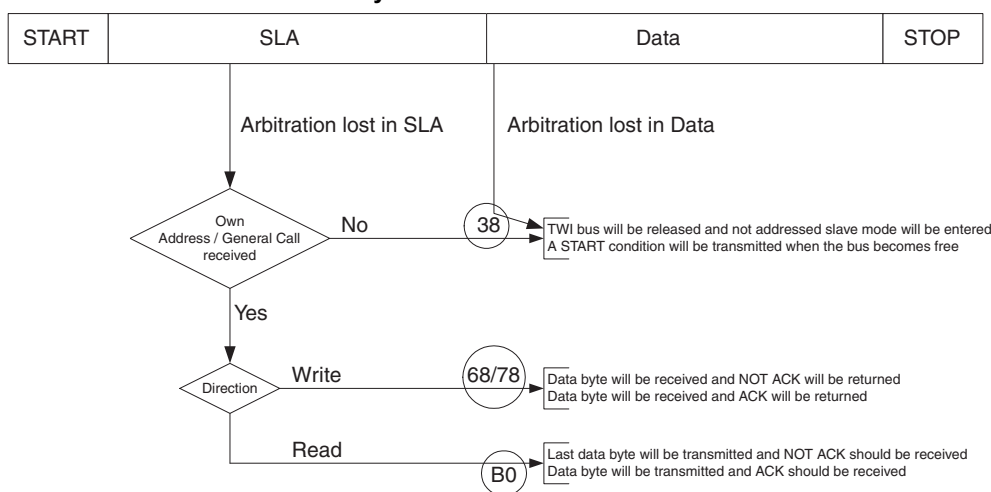 START SLA Data STOP
Arbitration lost in SLA Arbitration lost in Data
Own
Address / General Call
received
No
38
TWI bus will be released and not addressed slave mode will be entered
A START condition will be transmitted when the bus becomes free
Yes
Direction
Write
68/78
Data byte will be received and NOT ACK will be returned
Data byte will be received and ACK will be returned
Read
B0
Last data byte will be transmitted and NOT ACK should be received
Data byte will be transmitted and ACK should be received